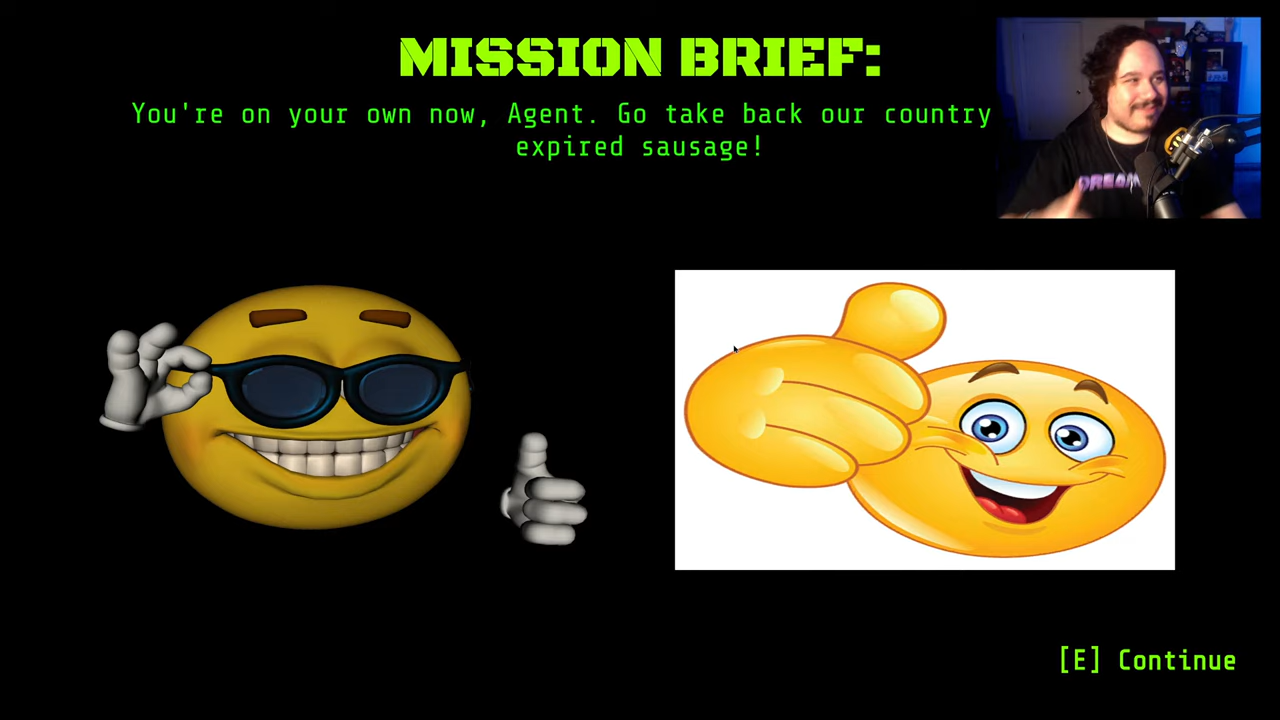 MISSION BRIEF:
You're on your own now, Agent. Go take back our country
expired sausage!
[E] Continue